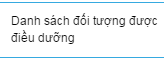 Danh sách đối tượng được
điều dưỡng